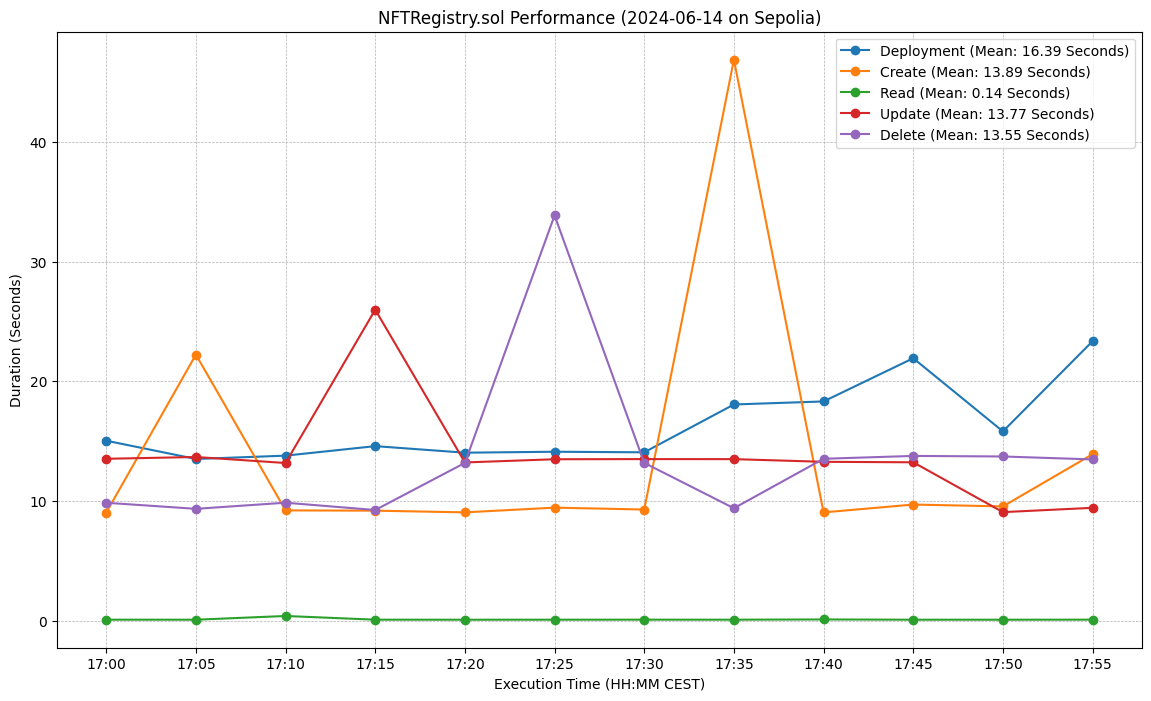 NFTRegistry.sol Performance (2024-06-14 on Sepolia)
Deployment (Mean: 16.39 Seconds)
Create (Mean: 13.89 Seconds)
Read (Mean: 0.14 Seconds)
Update (Mean: 13.77 Seconds)
Delete (Mean: 13.55 Seconds)
Duration (Seconds)
40
30
20
10
0
17:00 17:05 17:10 17:15 17:20 17:25 17:30 17:35 17:40 17:45 17:50 17:55
Execution Time (HH:MM CEST)